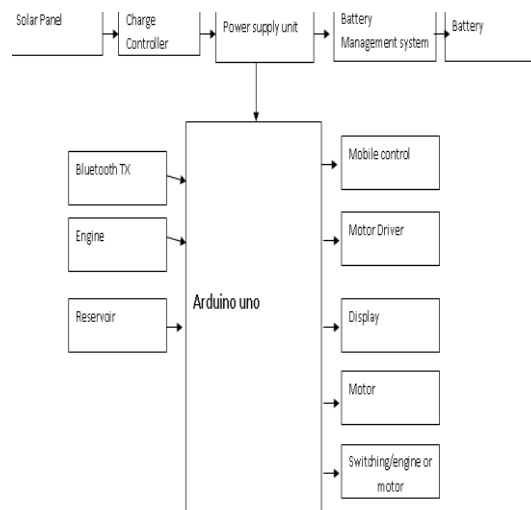 Solar Panel
Charge
Controller
Power supply unit
Battery
Management system
Battery
Bluetooth TX
Engine
Reservoir
Arduino uno
Mobile control
Motor Driver
Display
Motor
Switching/engine or
motor